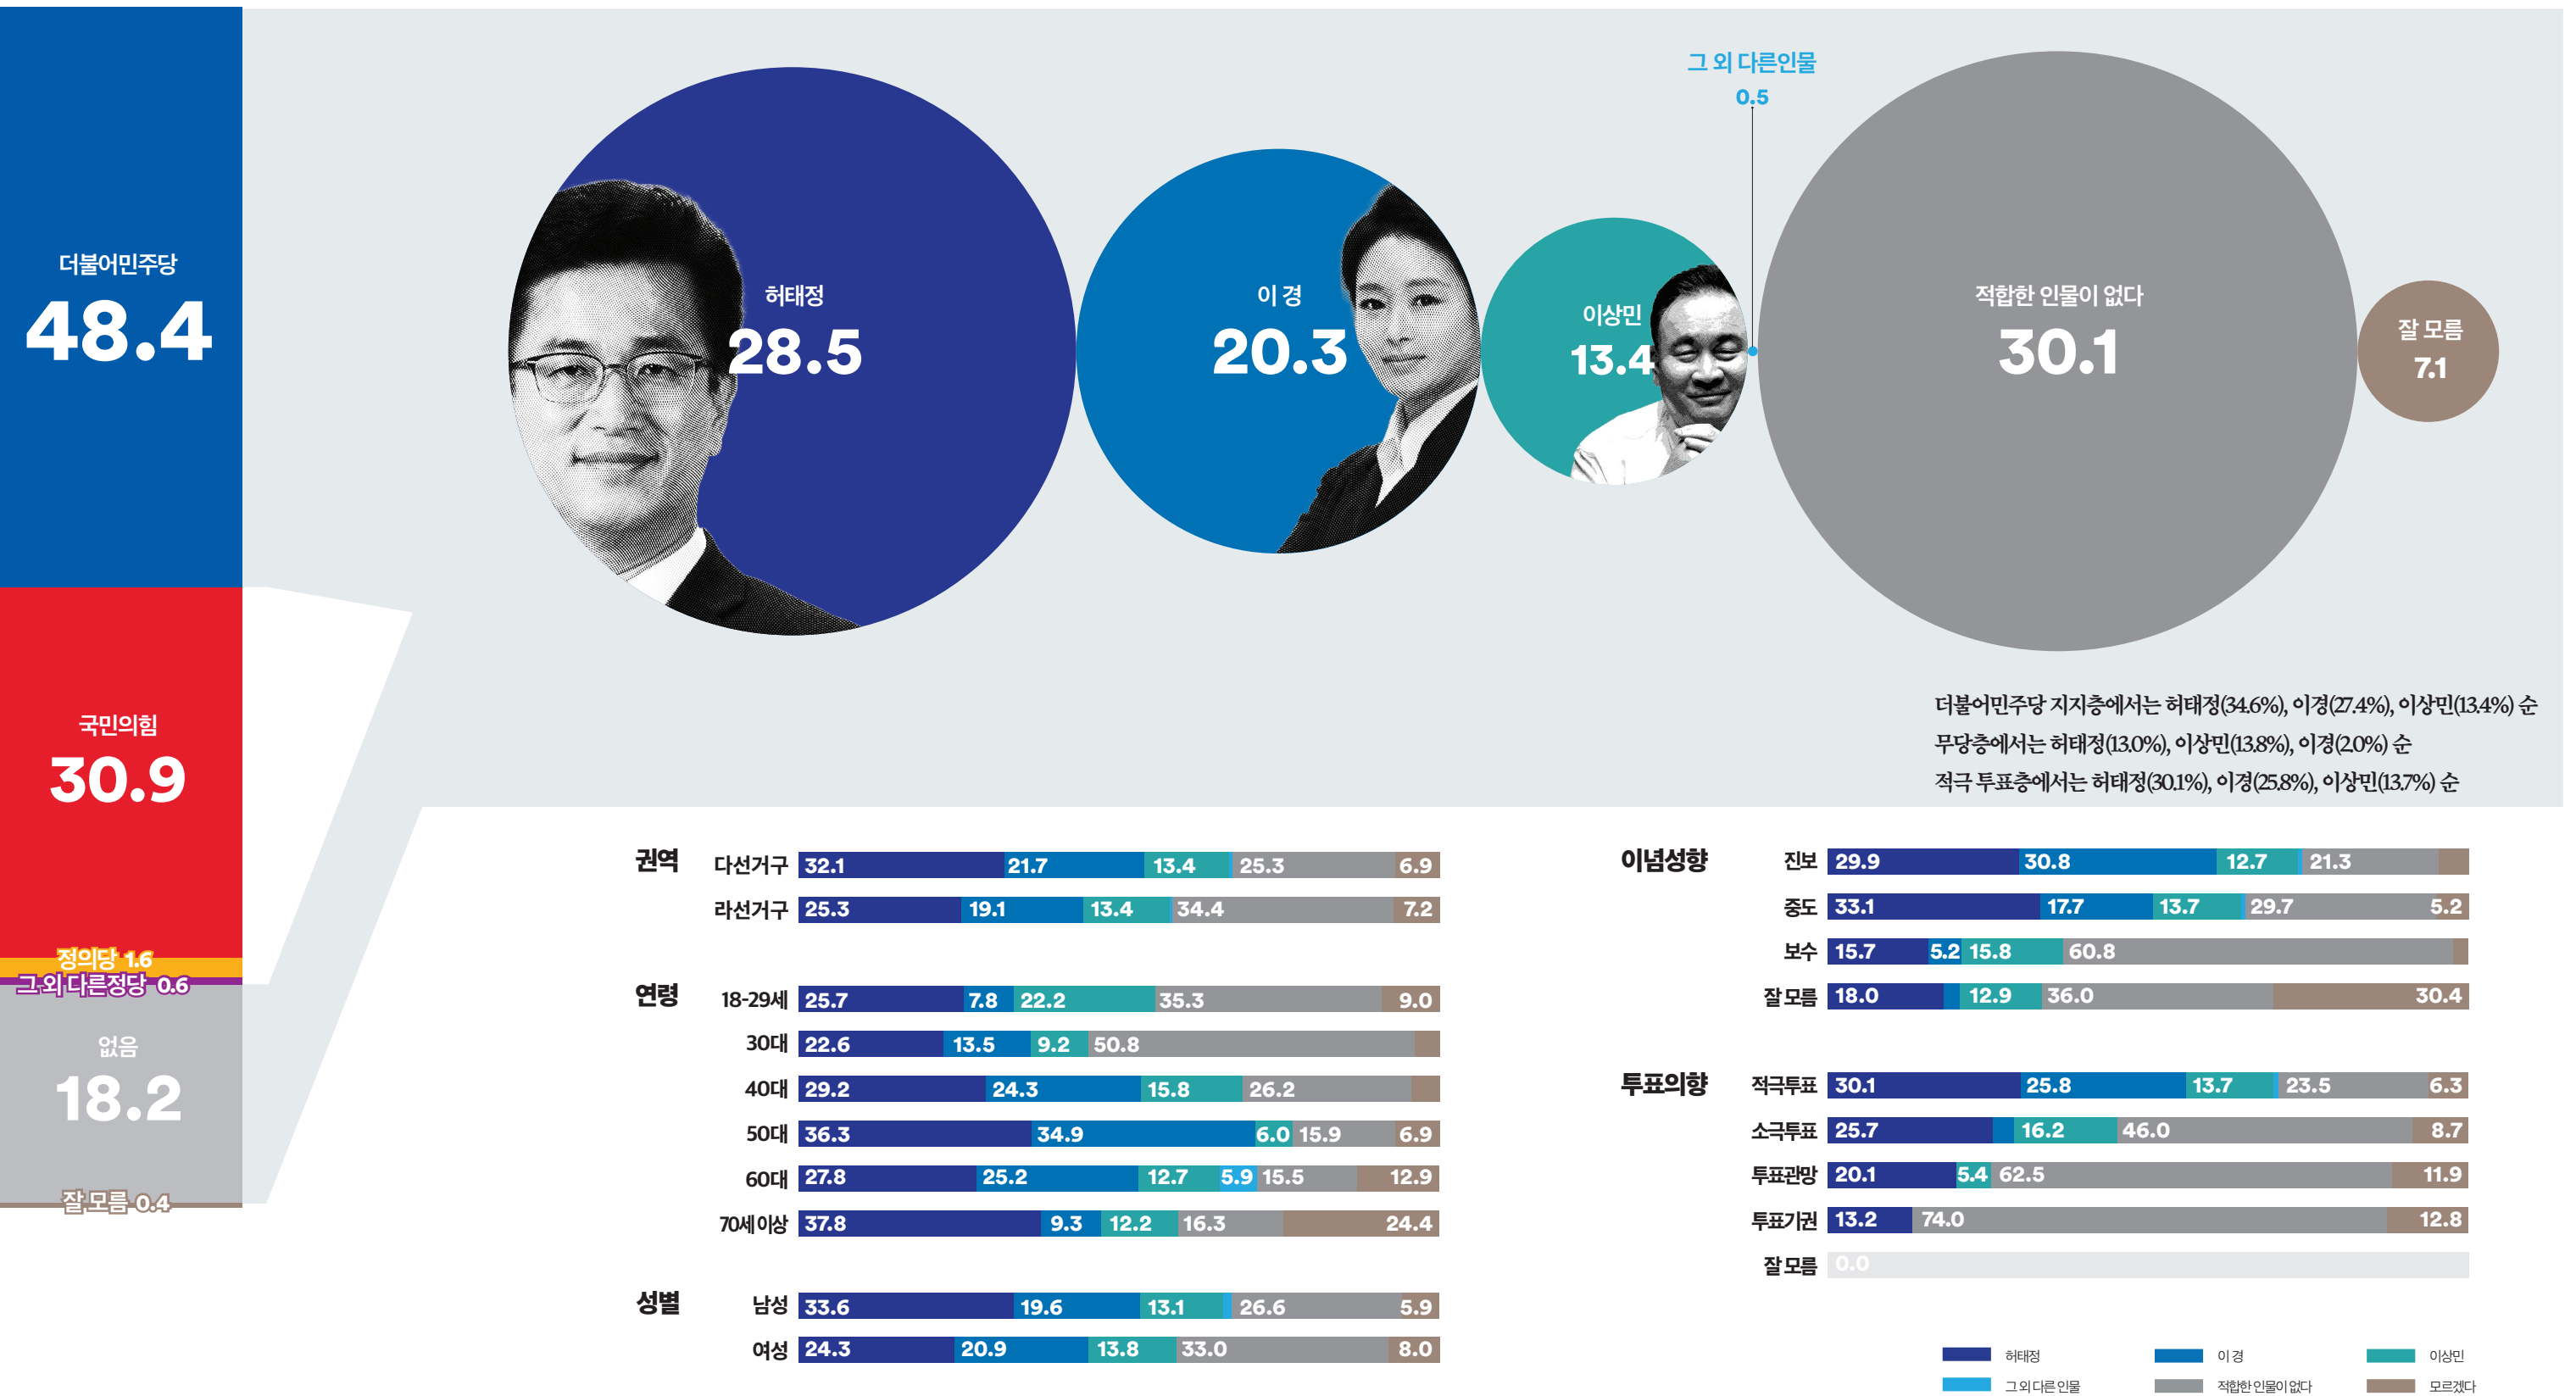 더불어민주당
48.4
국민의힘
30.9
정의당 1.6
그 외 다른정당 0.6
없음
18.2
잘 모름 0.4
허태정
28.5
이 경
20.3
이상민
13.4
그 외 다른인물
0.5
적합한 인물이 없다
30.1
잘 모름
7.1
더불어민주당 지지층에서는 허태정(34.6%), 이경(27.4%), 이상민(13.4%) 순
무당층에서는 허태정(13.0%), 이상민(13.8%), 이경(2.0%) 순
적극 투표층에서는 허태정(30.1%), 이경(25.8%), 이상민(13.7%) 순
권역 다선거구 32.1 21.7 13.4 25.3 6.9
라선거구 25.3 19.1 13.4 34.4 7.2
연령 18-29세 25.7 7.8 22.2 35.3 9.0
30대 22.6 13.5 9.2 50.8
40대 29.2 24.3 15.8 26.2
50대 36.3 34.9 6.0 15.9 6.9
60대 27.8 25.2 12.7 5.9 15.5 12.9
70세 이상 37.8 9.3 12.2 16.3 24.4
성별 남성 33.6 19.6 13.1 26.6 5.9
여성 24.3 20.9 13.8 33.0 8.0
이념성향 진보 29.9 30.8 12.7 21.3
중도 33.1 17.7 13.7 29.7 5.2
보수 15.7 5.2 15.8 60.8
잘 모름 18.0 12.9 36.0 30.4
투표의향 적극투표 30.1 25.8 13.7 23.5 6.3
소극투표 25.7 16.2 46.0 8.7
투표관망 20.1 5.4 62.5 11.9
투표기권 13.2 74.0 12.8
잘 모름 0.0
허태정 이 경 이상민
그 외 다른 인물 적합한 인물이 없다 모르겠다